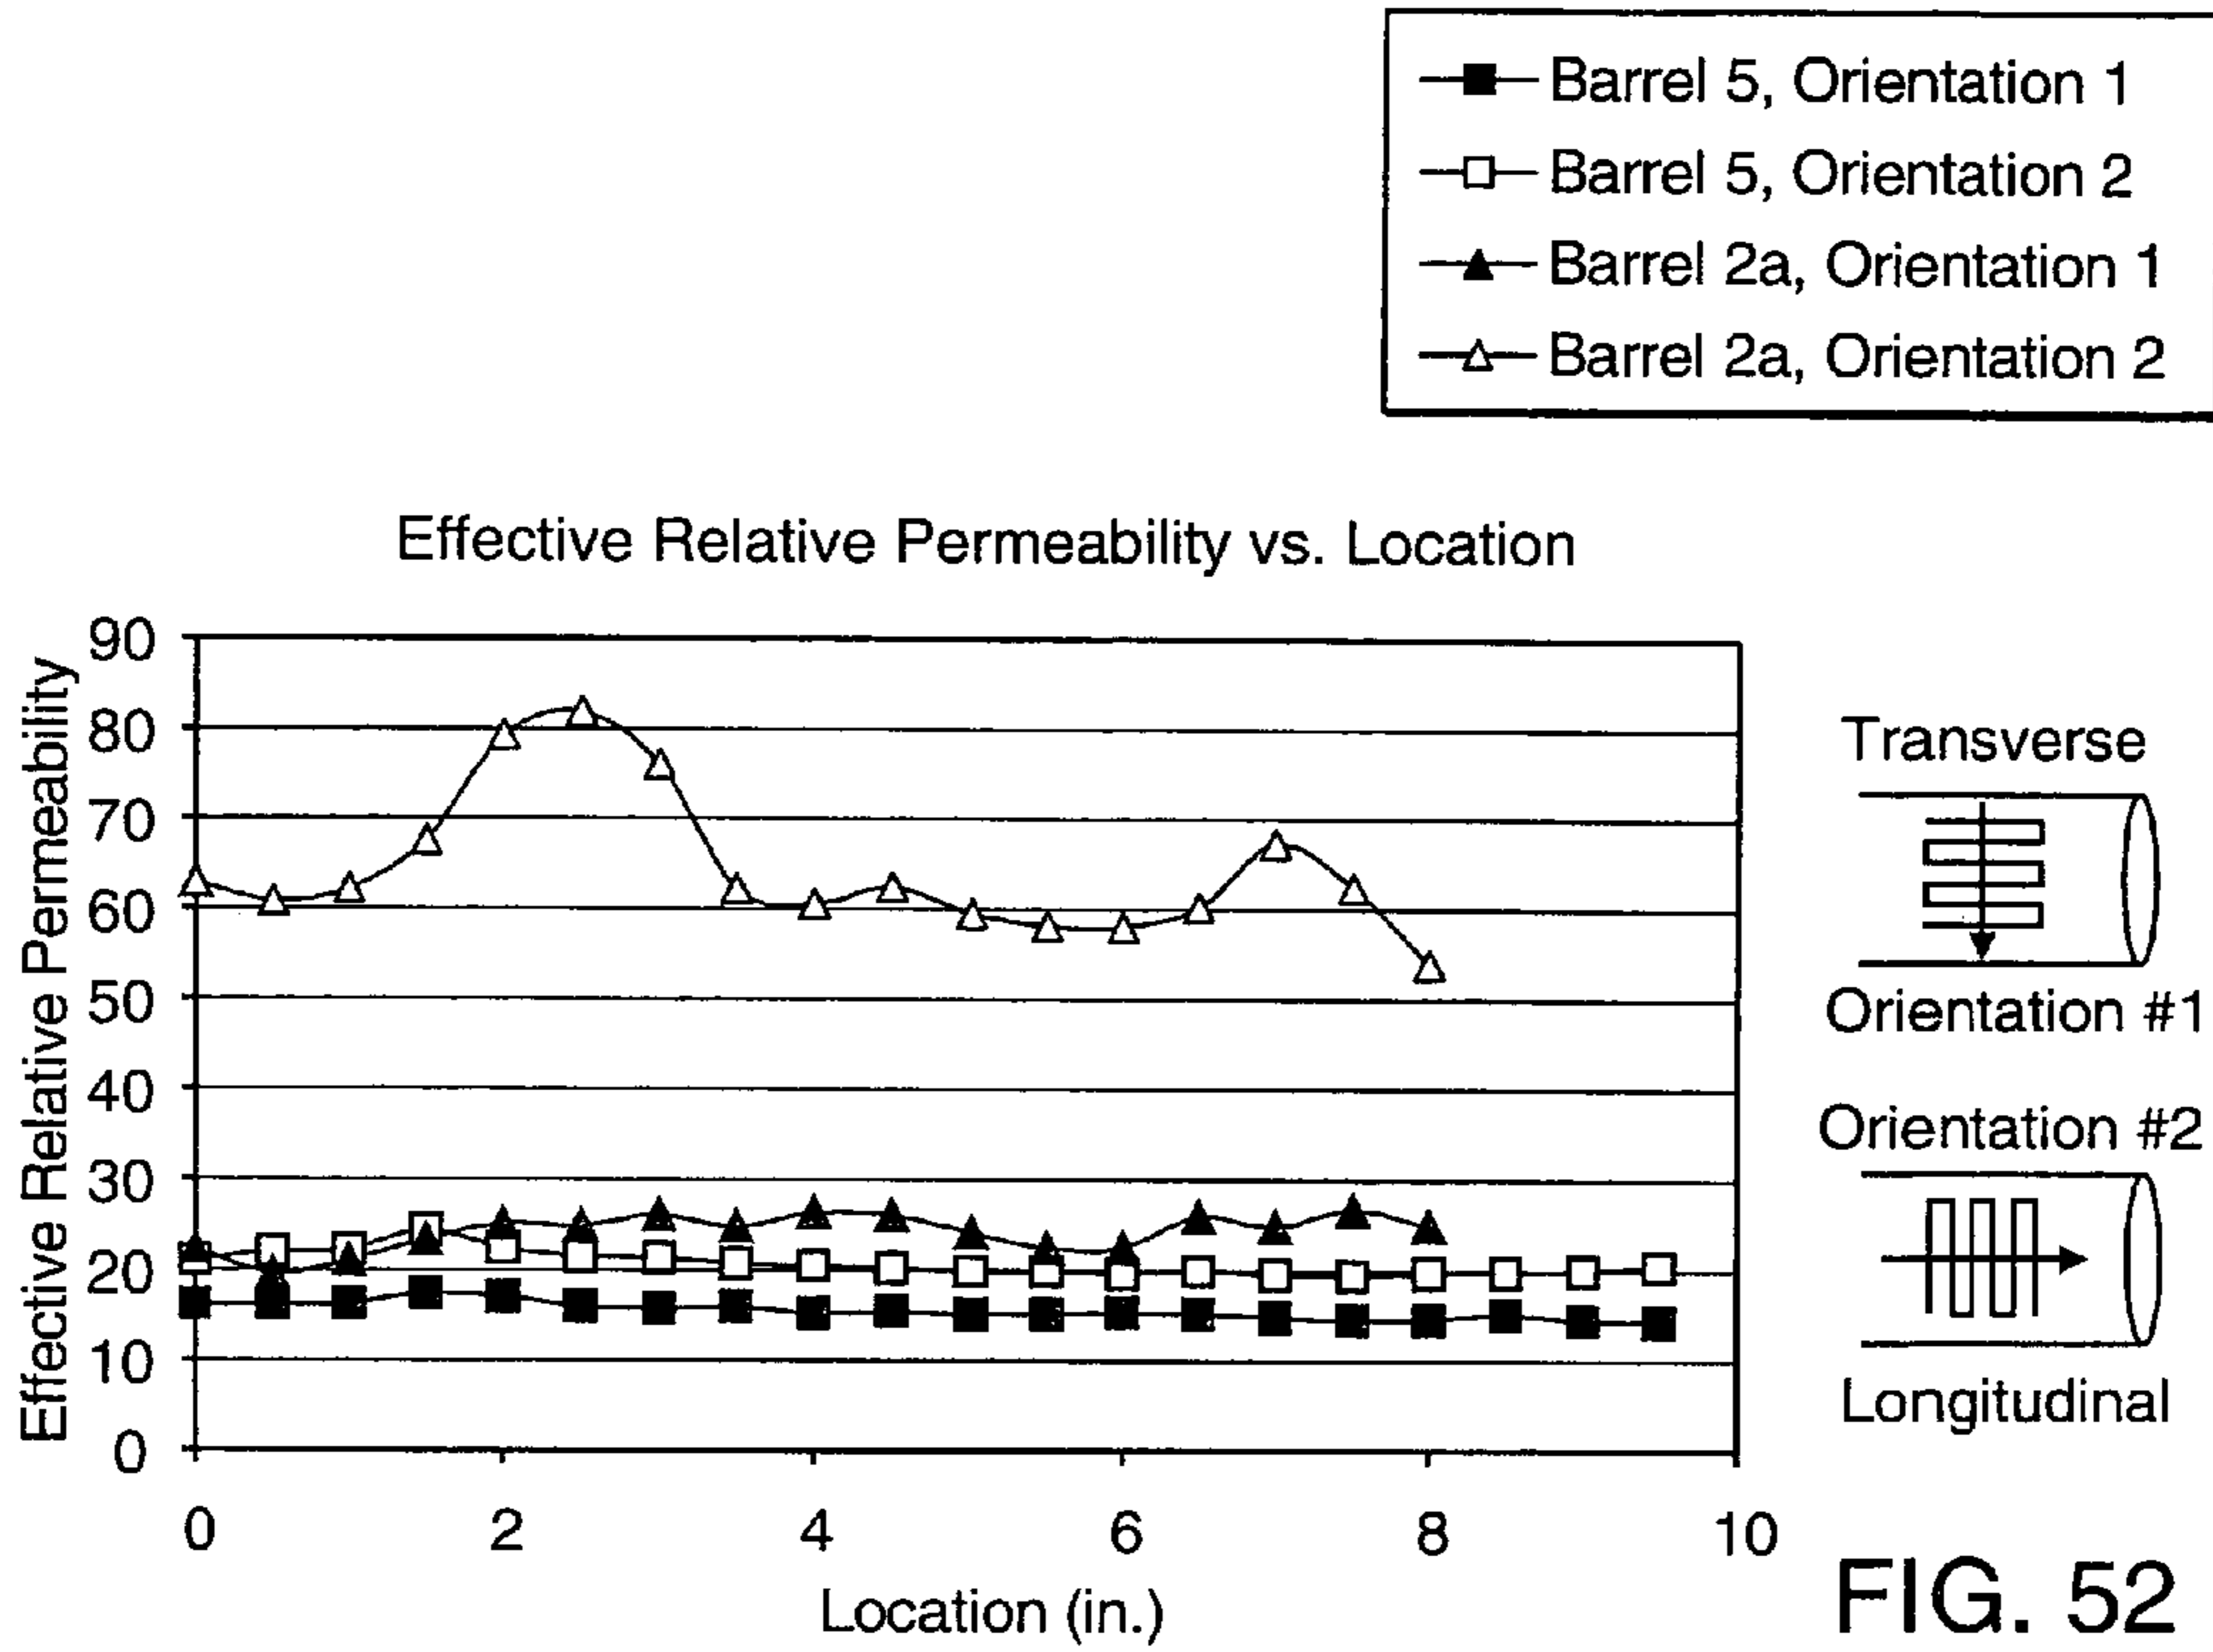 Barrel 5, Orientation 1
Barrel 5, Orientation 2
Barrel 2a, Orientation 1
Barrel 2a, Orientation 2
Effective Relative Permeability vs. Location
Effective Relative Permeability
90
80
70
60
50
40
30
20
10
0
0 2 4 6 8 10
Location (in.)
Transverse
Orientation #1
Orientation #2
Longitudinal
FIG. 52